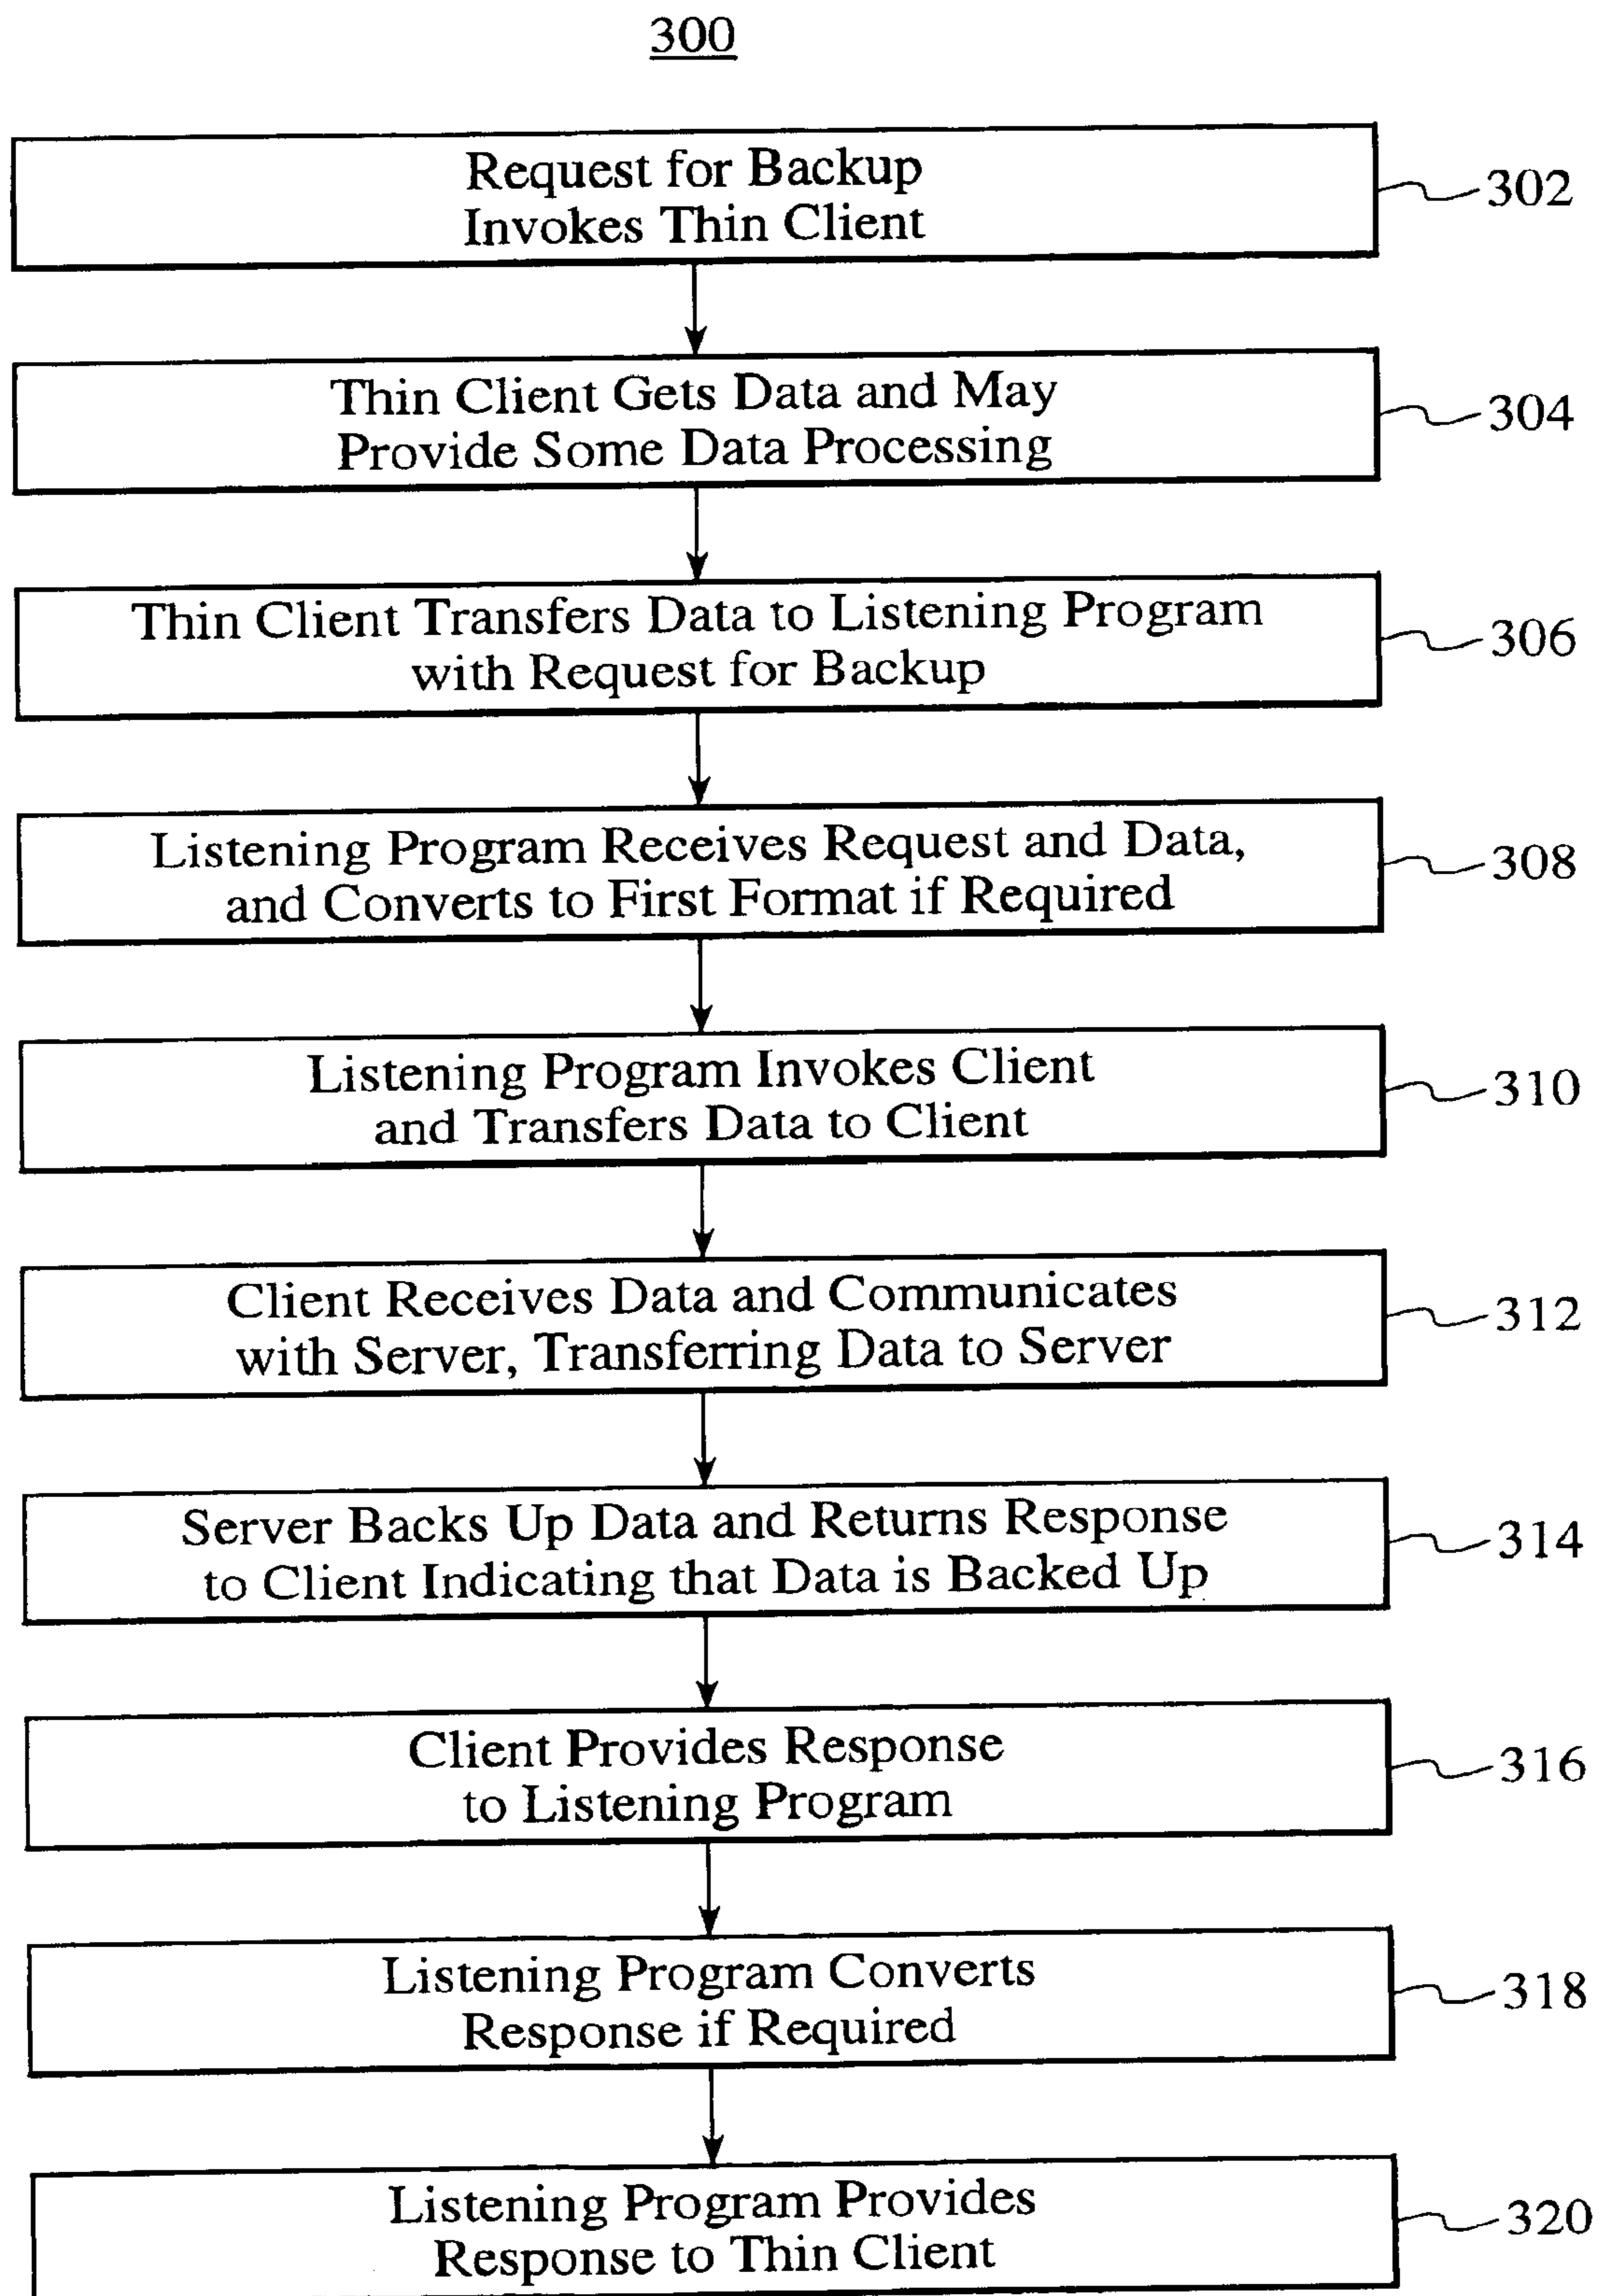 300
Request for Backup
Invokes Thin Client
302
Thin Client Gets Data and May
Provide Some Data Processing
304
Thin Client Transfers Data to Listening Program
with Request for Backup
306
Listening Program Receives Request and Data,
and Converts to First Format if Required
308
Listening Program Invokes Client
and Transfers Data to Client
310
Client Receives Data and Communicates
with Server, Transferring Data to Server
312
Server Backs Up Data and Returns Response
to Client Indicating that Data is Backed Up
314
Client Provides Response
to Listening Program
316
Listening Program Converts
Response if Required
318
Listening Program Provides
Response to Thin Client
320